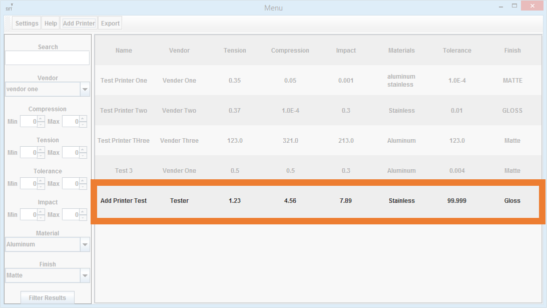 Menu
Settings Help Add Printer Export
Search
Vendor
vendor one
Compression
Min 0 Max 0
Tension
Min 0 Max 0
Tolerance
Min 0 Max 0
Impact
Min 0 Max 0
Material
Aluminum
Finish
Matte
Filter Results
Name Vendor Tension Compression Impact Materials Tolerance Finish
Test Printer One Vender One 0.35 0.05 0.001 aluminum stainless 1.0E-4 MATTE
Test Printer Two Vender Two 0.37 1.0E-4 0.3 Stainless 0.01 GLOSS
Test Printer Three Vender Three 123.0 321.0 213.0 Aluminum 123.0 Matte
Test 3 Vender One 0.5 0.5 0.2 Aluminum 0.004 Matte
Add Printer Test Tester 1.23 4.56 7.89 Stainless 99.999 Gloss